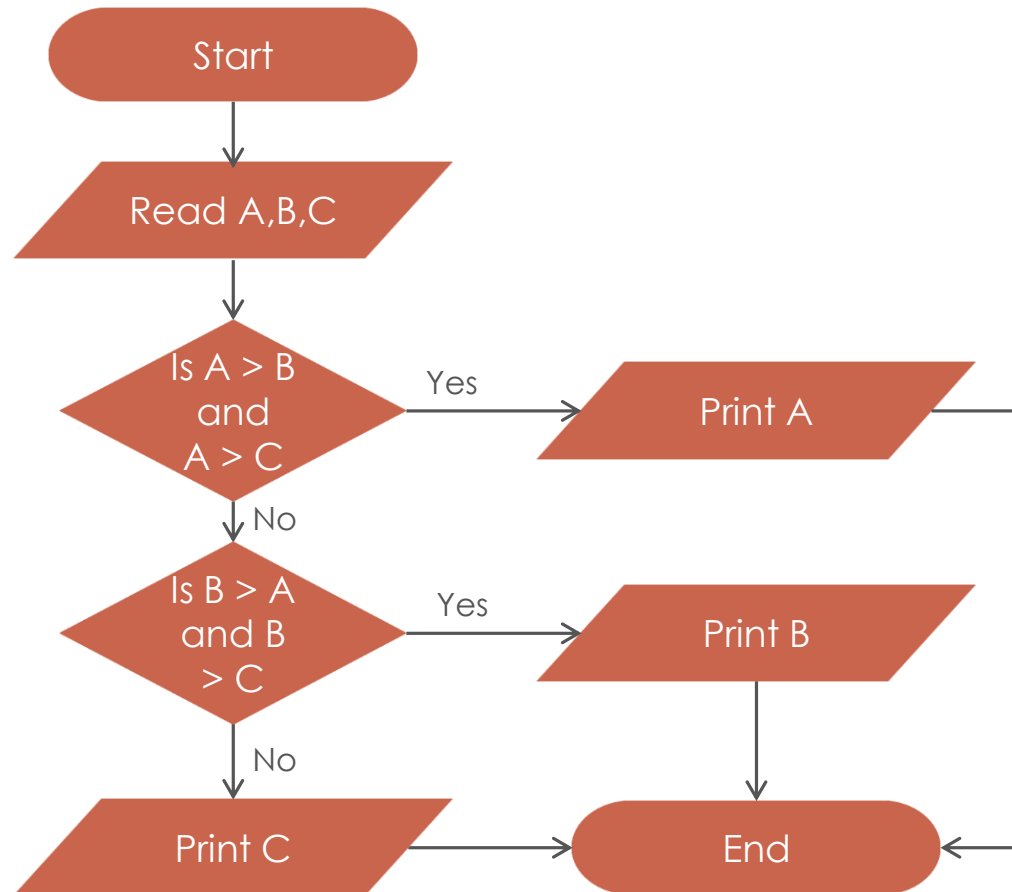 Start
Read A,B,C
Is A > B
and
A > C
Yes
Print A
No
Is B > A
and B
> C
Yes
Print B
No
Print C
End